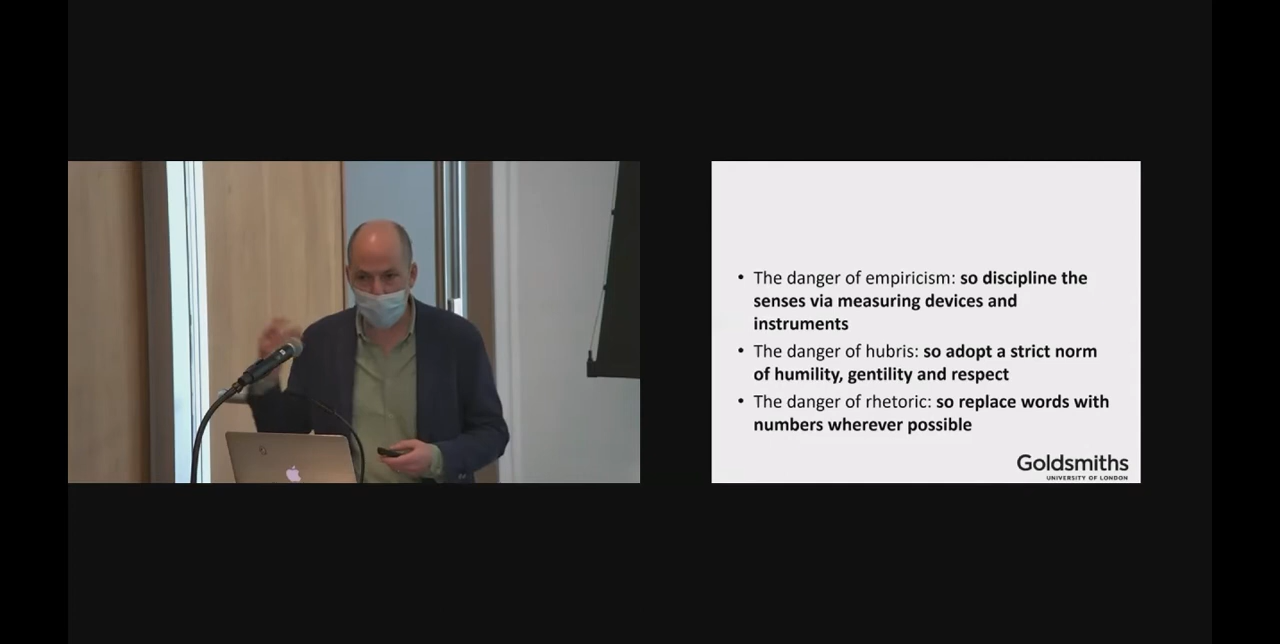 • The danger of empiricism: so discipline the
senses via measuring devices and
instruments
• The danger of hubris: so adopt a strict norm
of humility, gentility and respect
• The danger of rhetoric: so replace words with
numbers wherever possible
Goldsmiths
UNIVERSITY OF LONDON